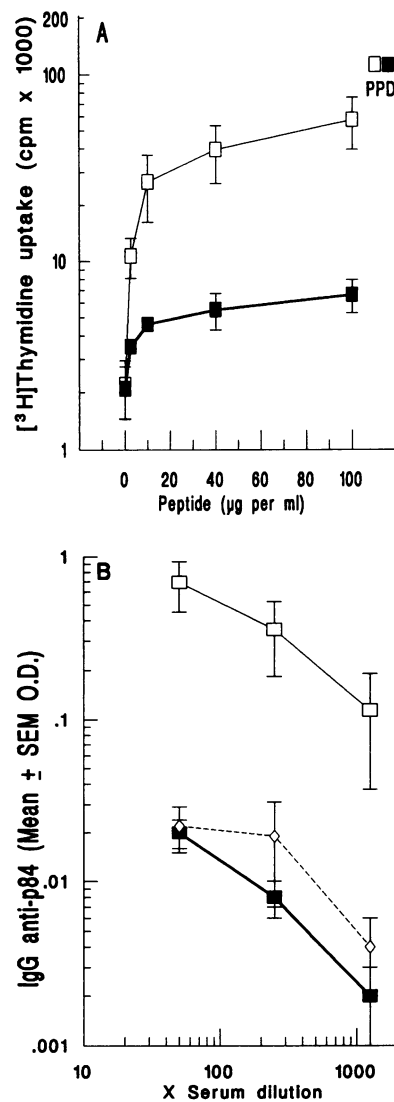 A
200
100
10
1
[³H]Thymidine uptake (cpm x 1000)
PPD
0 20 40 60 80 100
Peptide (μg per ml)
B
1
.1
.01
.001
IgG anti-p84 (Mean ± SEM O.D.)
10 100 1000
X Serum dilution